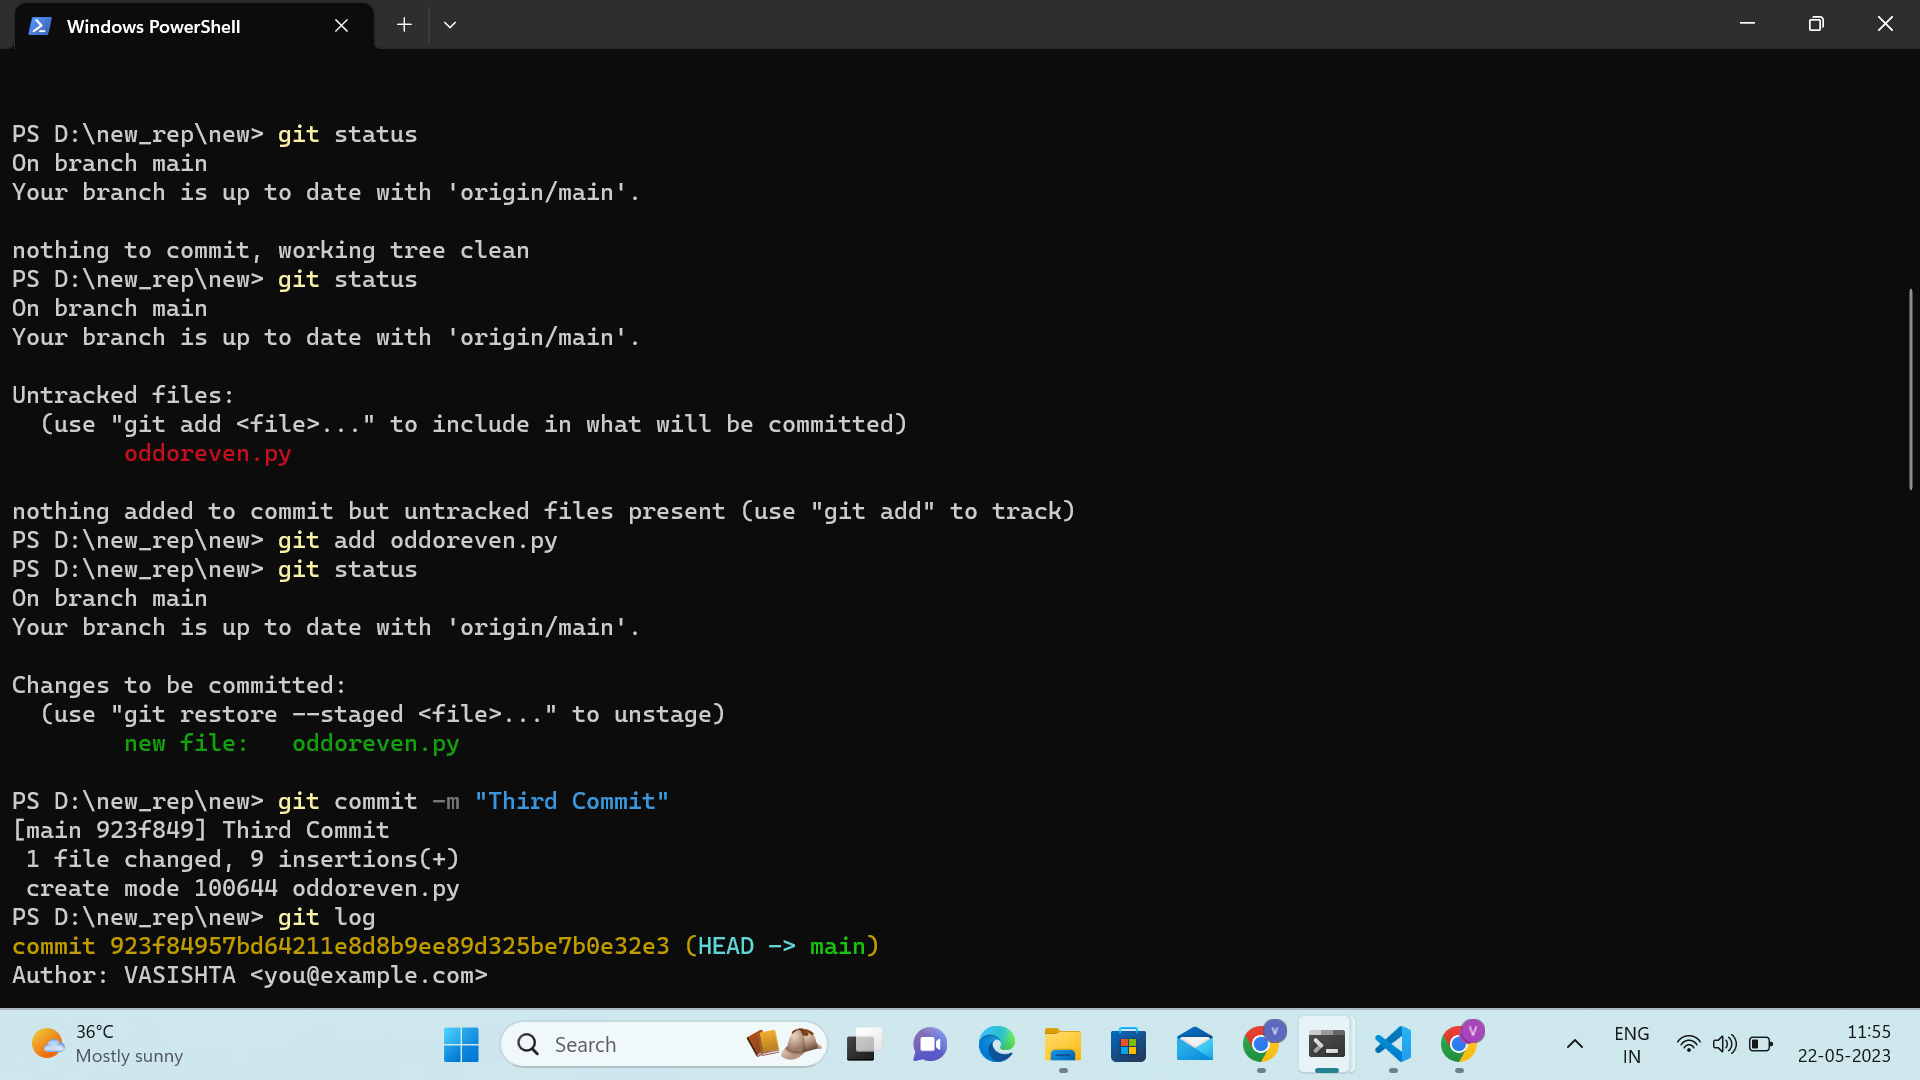 Windows PowerShell
PS D:\new_rep\new> git status
On branch main
Your branch is up to date with 'origin/main'.
nothing to commit, working tree clean
PS D:\new_rep\new> git status
On branch main
Your branch is up to date with 'origin/main'.
Untracked files:
  (use "git add <file>..." to include in what will be committed)
        oddoreven.py
nothing added to commit but untracked files present (use "git add" to track)
PS D:\new_rep\new> git add oddoreven.py
PS D:\new_rep\new> git status
On branch main
Your branch is up to date with 'origin/main'.
Changes to be committed:
  (use "git restore --staged <file>..." to unstage)
        new file:   oddoreven.py
PS D:\new_rep\new> git commit -m "Third Commit"
[main 923f849] Third Commit
 1 file changed, 9 insertions(+)
 create mode 100644 oddoreven.py
PS D:\new_rep\new> git log
commit 923f84957bd64211e8d8b9ee89d325be7b0e32e3 (HEAD -> main)
Author: VASISHTA <you@example.com>
36°C
Mostly sunny
Search
V
V
ENG
IN
11:55
22-05-2023